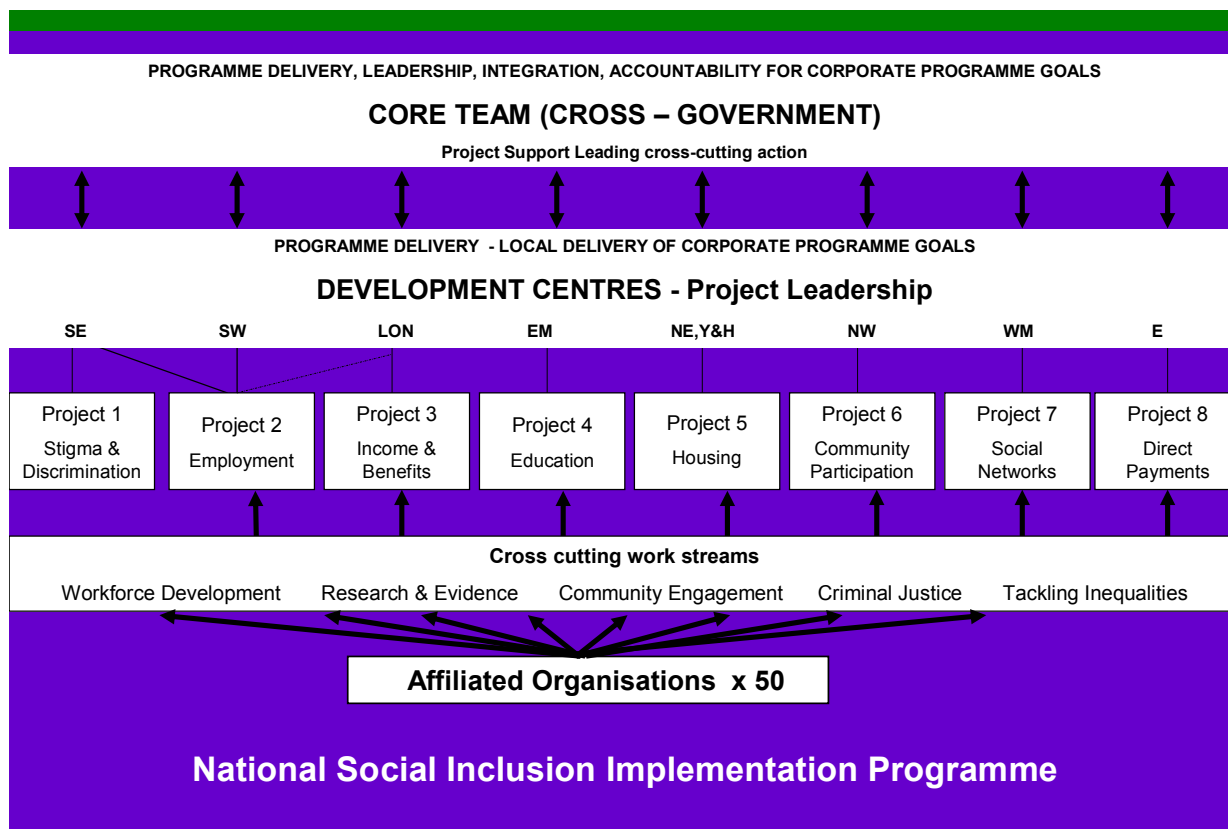 PROGRAMME DELIVERY, LEADERSHIP, INTEGRATION, ACCOUNTABILITY FOR CORPORATE PROGRAMME GOALS
CORE TEAM (CROSS – GOVERNMENT)
Project Support Leading cross-cutting action
PROGRAMME DELIVERY - LOCAL DELIVERY OF CORPORATE PROGRAMME GOALS
DEVELOPMENT CENTRES - Project Leadership
SE SW LON EM NE,Y&H NW WM E
Project 1
Stigma &
Discrimination
Project 2
Employment
Project 3
Income &
Benefits
Project 4
Education
Project 5
Housing
Project 6
Community
Participation
Project 7
Social
Networks
Project 8
Direct
Payments
Cross cutting work streams
Workforce Development Research & Evidence Community Engagement Criminal Justice Tackling Inequalities
Affiliated Organisations x 50
National Social Inclusion Implementation Programme